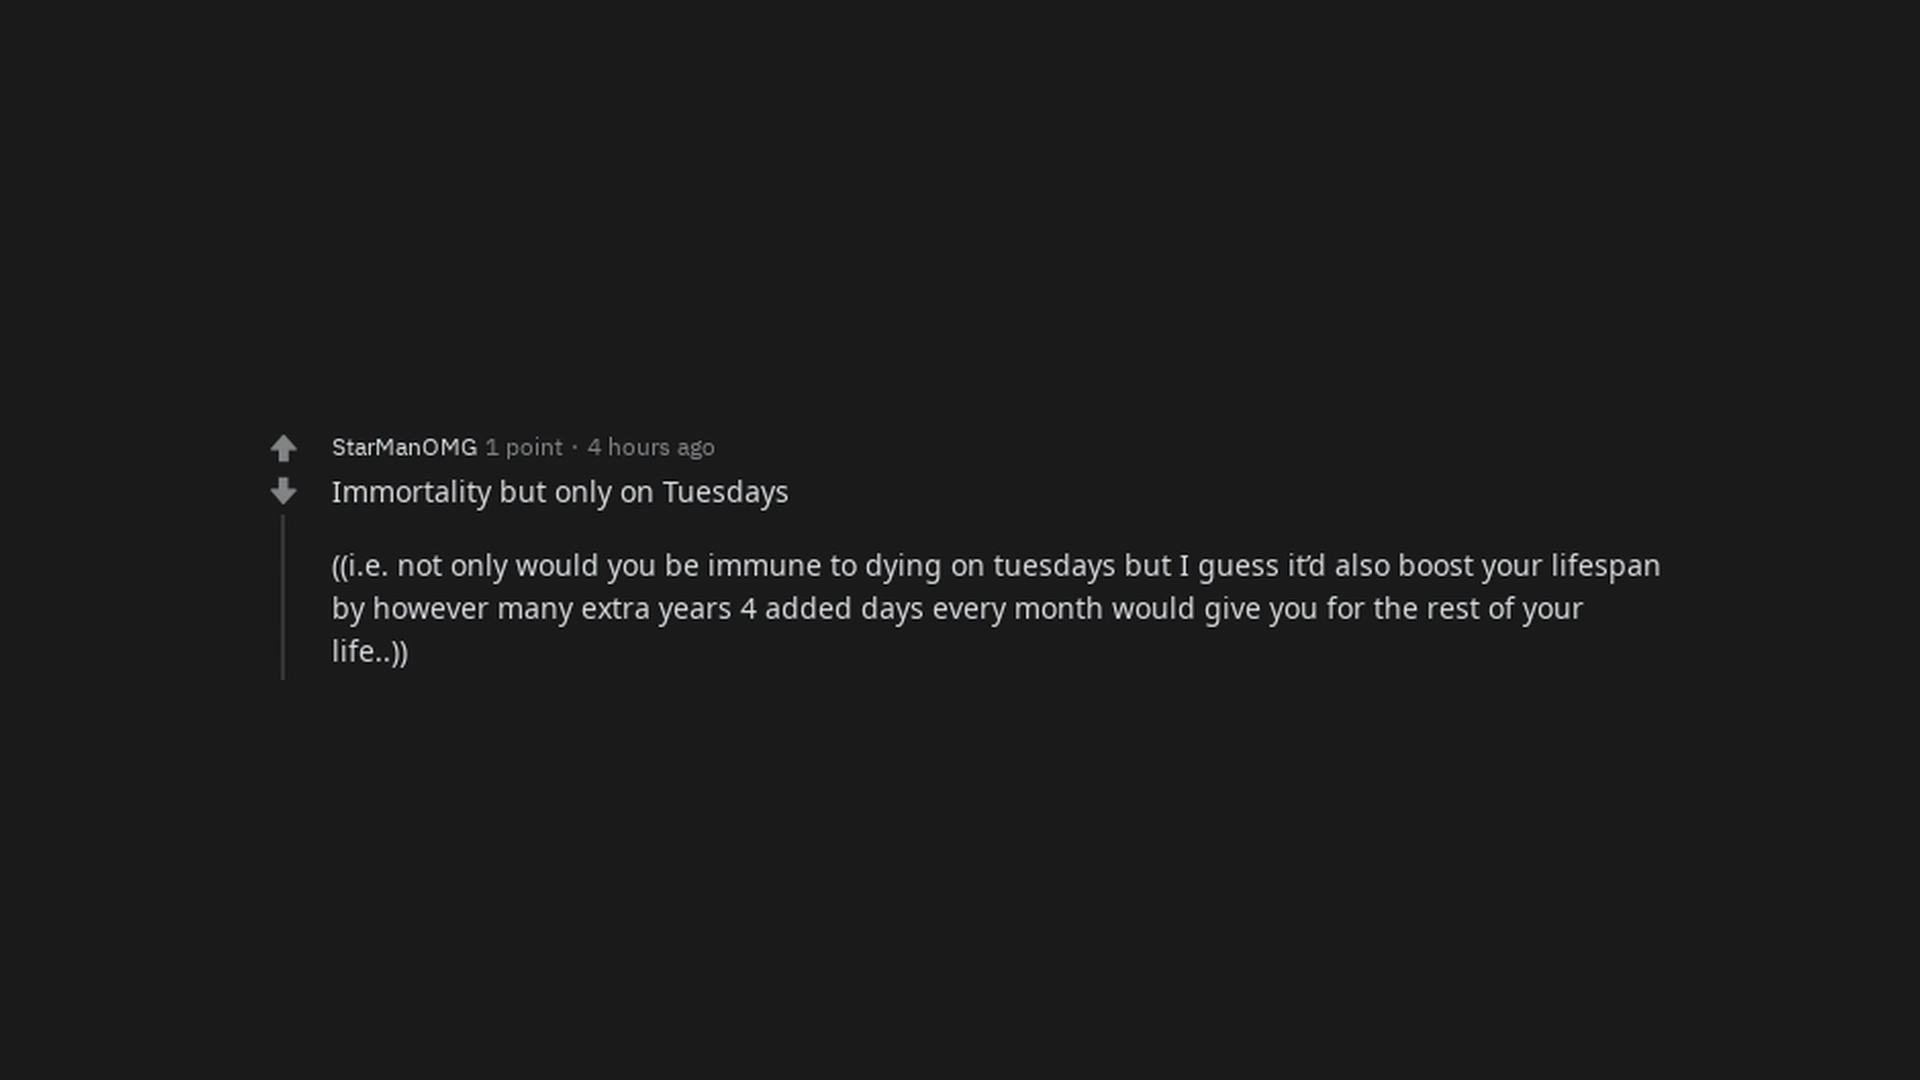 StarManOMG 1 point · 4 hours ago
Immortality but only on Tuesdays
((i.e. not only would you be immune to dying on tuesdays but I guess it'd also boost your lifespan
by however many extra years 4 added days every month would give you for the rest of your
life..))